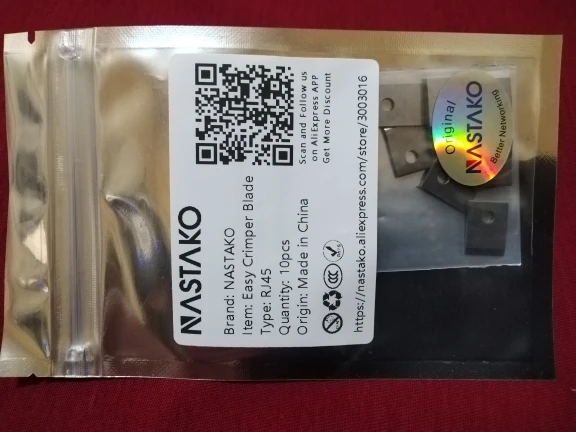 NASTAKO
Brand: NASTAKO
Item: Easy Crimper Blade
Type: RJ45
Quantity: 10pcs
Origin: Made in China
Scan and Follow us
on AliExpress APP
Get More Discount
https://nastako.aliexpress.com/store/3003016
Original
NASTAKO
Better Networking